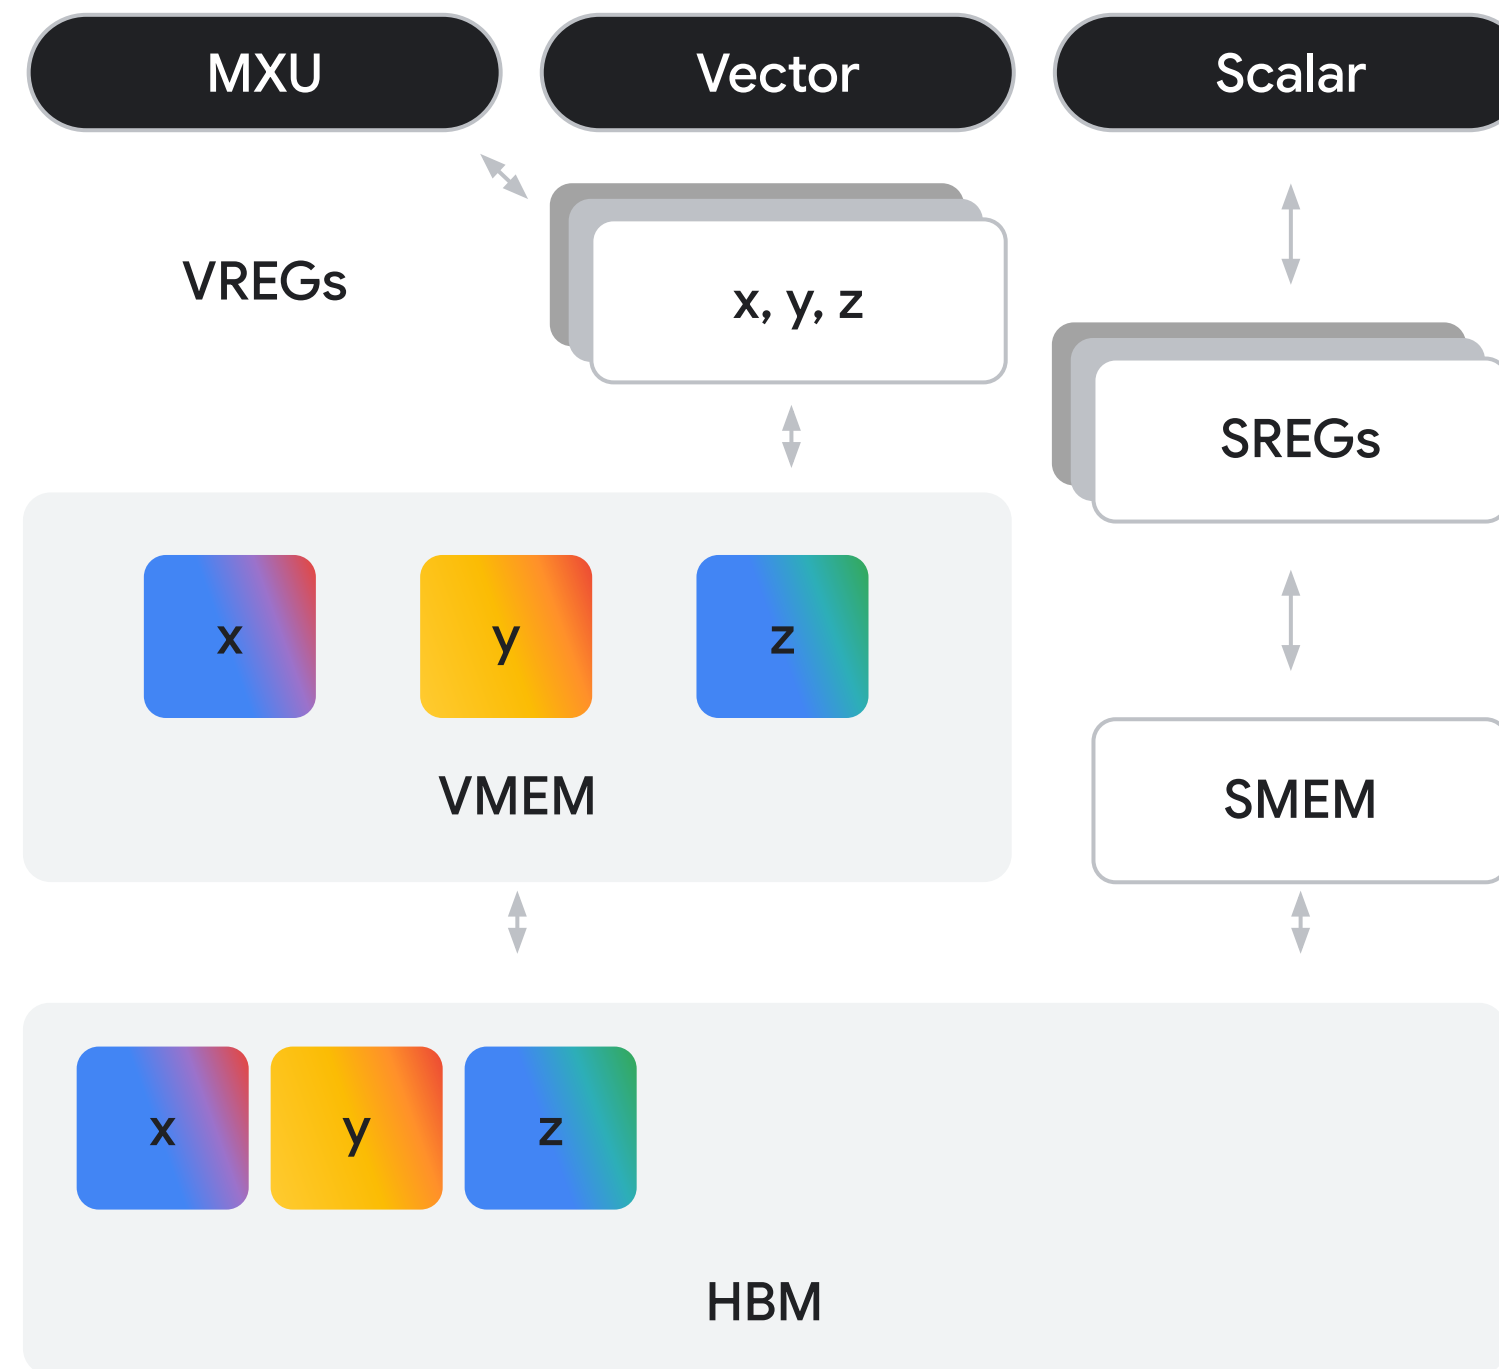 MXU
Vector
Scalar
VREGs
x, y, z
SREGs
x
y
z
VMEM
SMEM
x
y
z
HBM